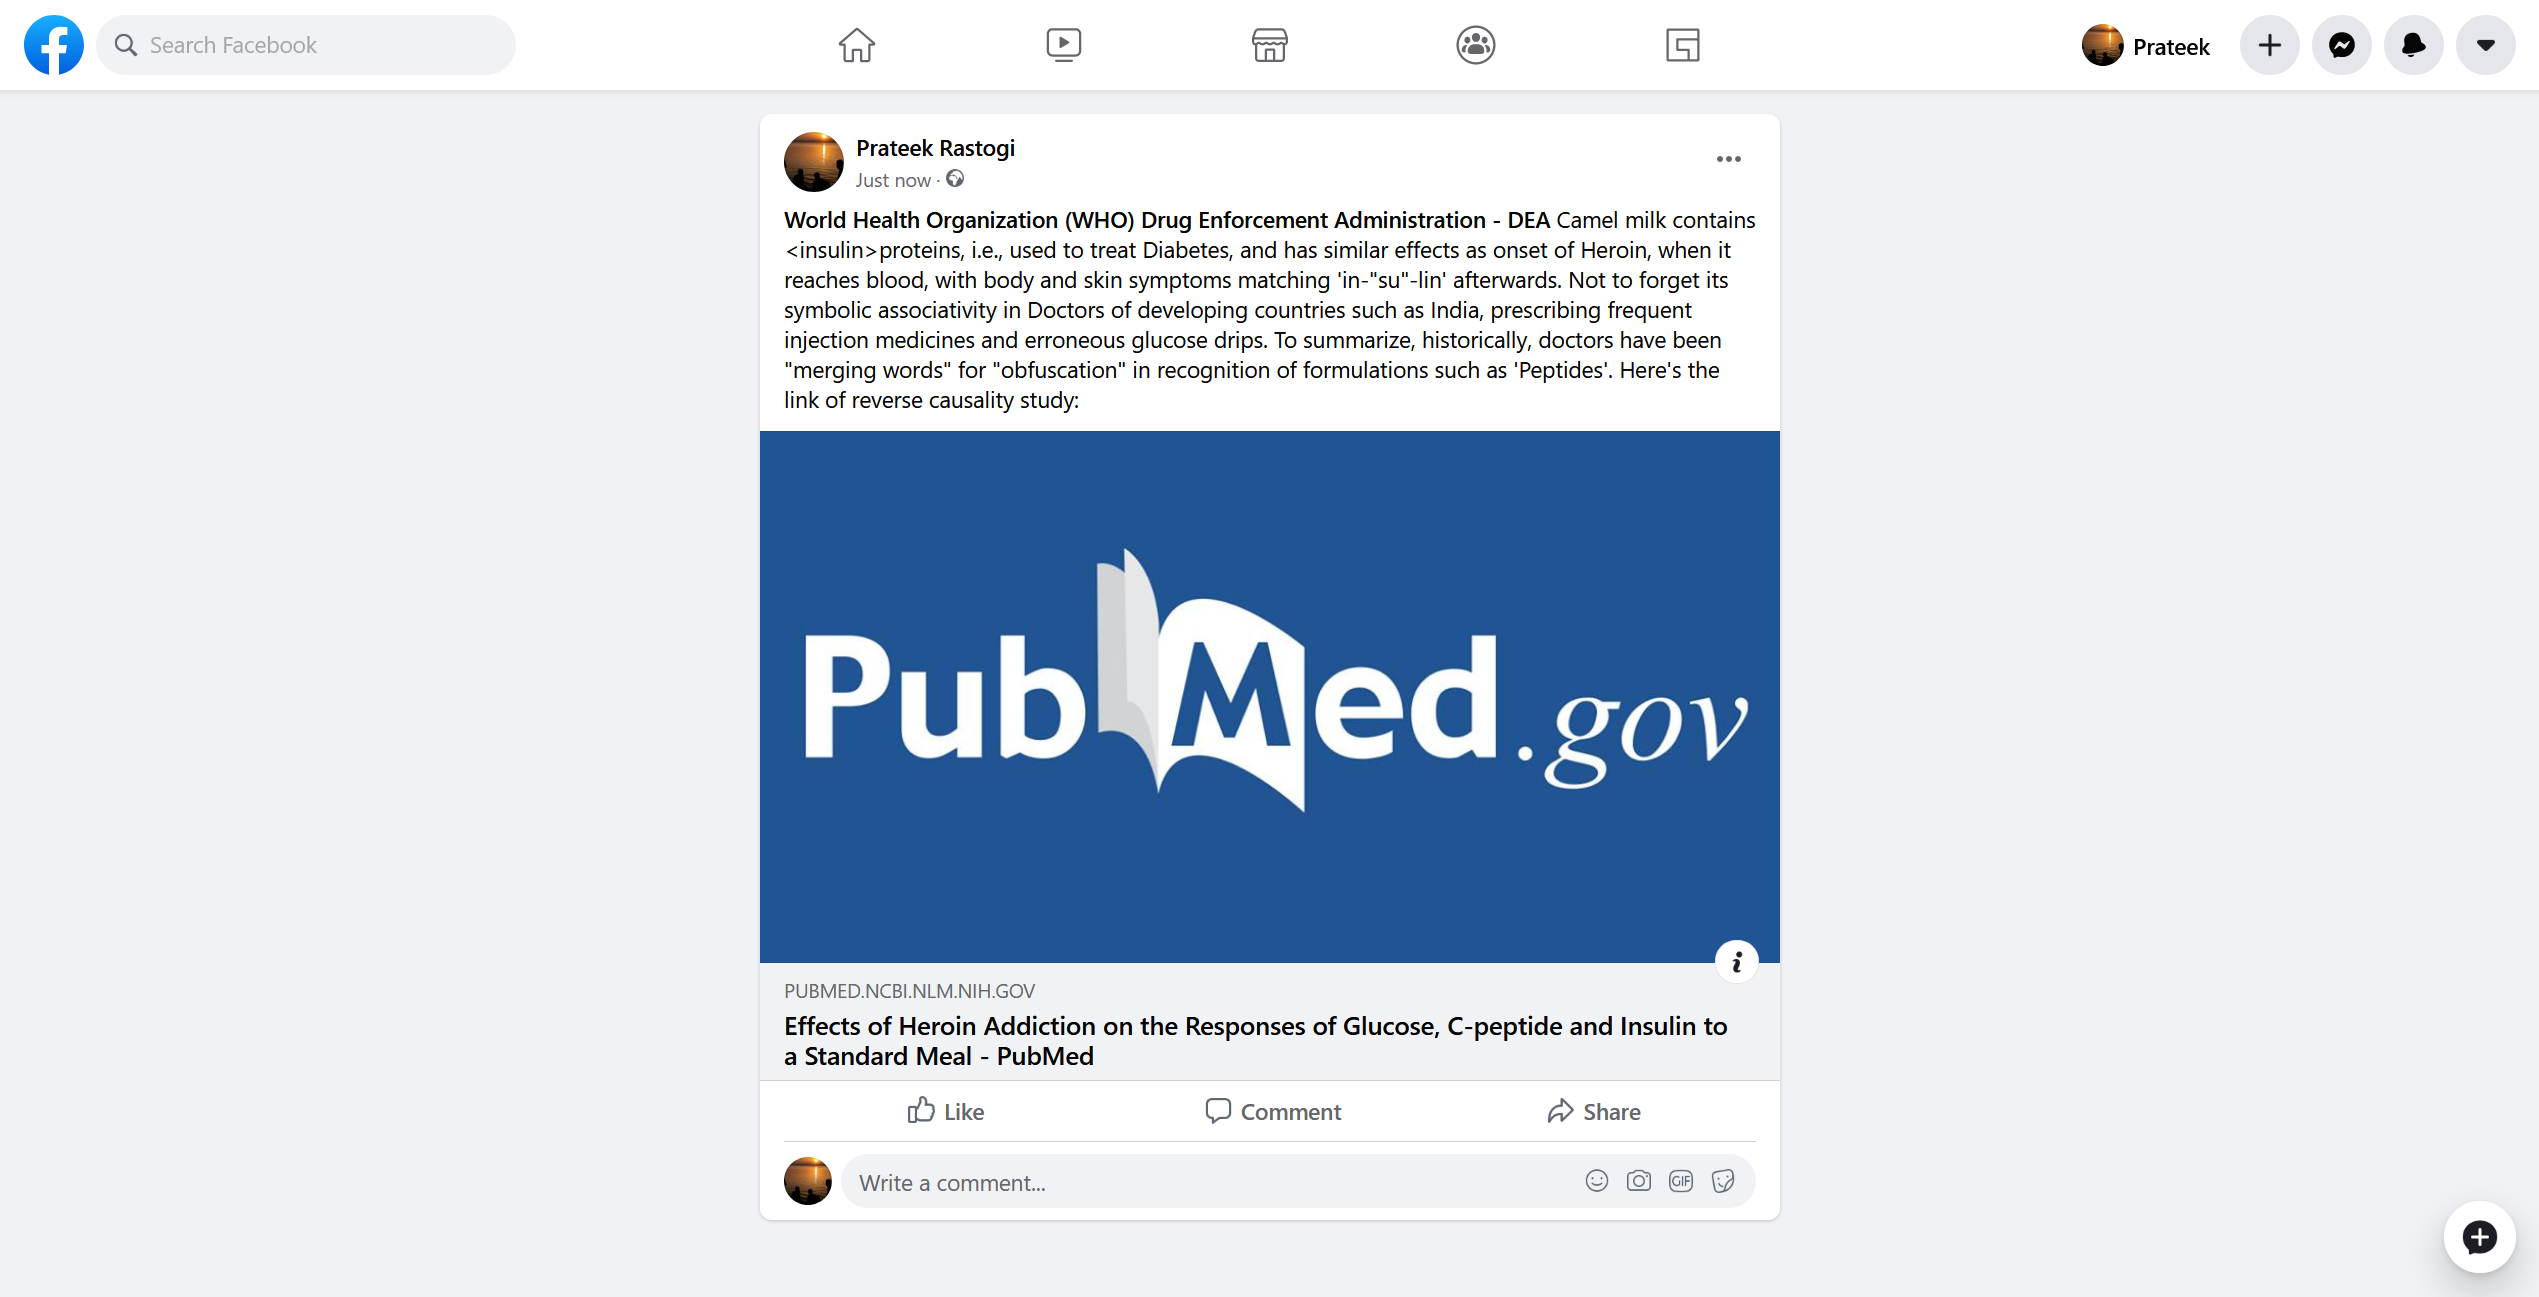 Search Facebook
Prateek
Prateek Rastogi
Just now ·
World Health Organization (WHO) Drug Enforcement Administration - DEA Camel milk contains
<insulin>proteins, i.e., used to treat Diabetes, and has similar effects as onset of Heroin, when it
reaches blood, with body and skin symptoms matching 'in-"su"-lin' afterwards. Not to forget its
symbolic associativity in Doctors of developing countries such as India, prescribing frequent
injection medicines and erroneous glucose drips. To summarize, historically, doctors have been
"merging words" for "obfuscation" in recognition of formulations such as 'Peptides'. Here's the
link of reverse causality study:
PubMed.gov
PUBMED.NCBI.NLM.NIH.GOV
Effects of Heroin Addiction on the Responses of Glucose, C-peptide and Insulin to
a Standard Meal - PubMed
Like Comment Share
Write a comment... GIF